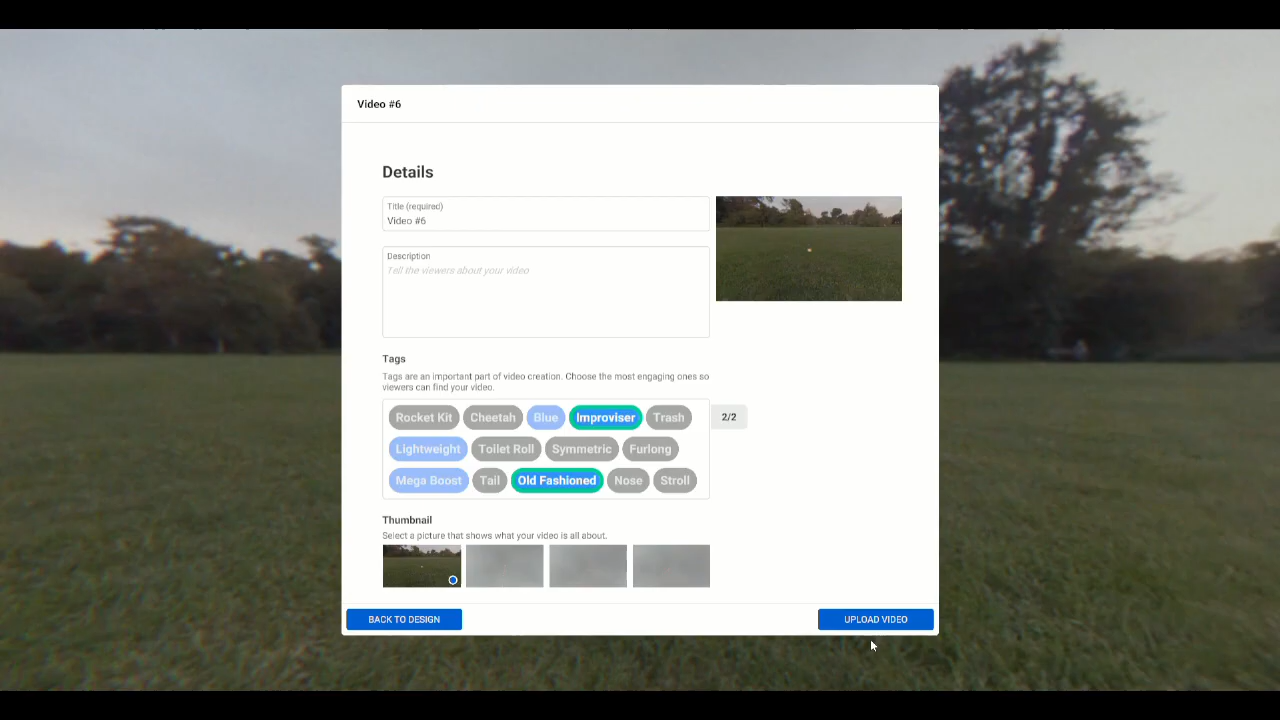 Video #6
Details
Title (required)
Video #6
Description
Tell the viewers about your video
Tags
Tags are an important part of video creation. Choose the most engaging ones so
viewers can find your video.
Rocket Kit Cheetah Blue Improviser Trash 2/2
Lightweight Toilet Roll Symmetric Furlong
Mega Boost Tail Old Fashioned Nose Stroll
Thumbnail
Select a picture that shows what your video is all about.
BACK TO DESIGN UPLOAD VIDEO